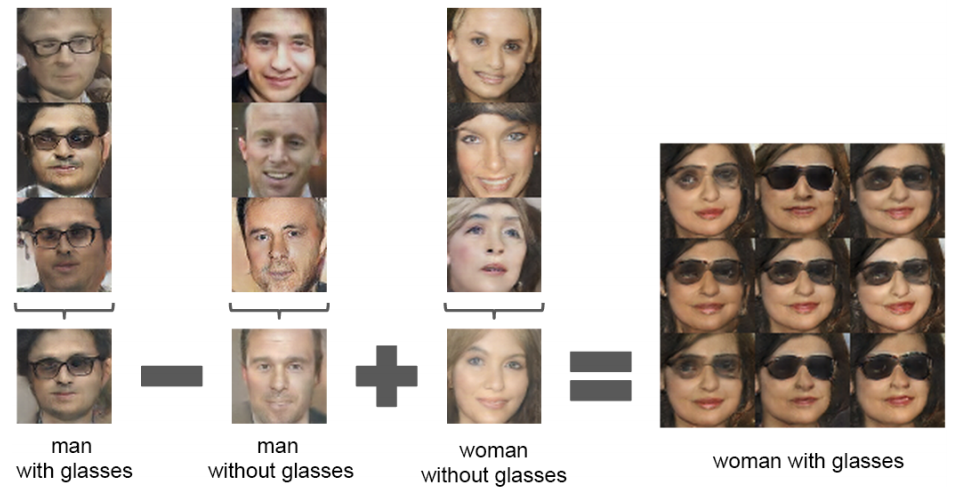 man
with glasses
man
without glasses
woman
without glasses
woman with glasses